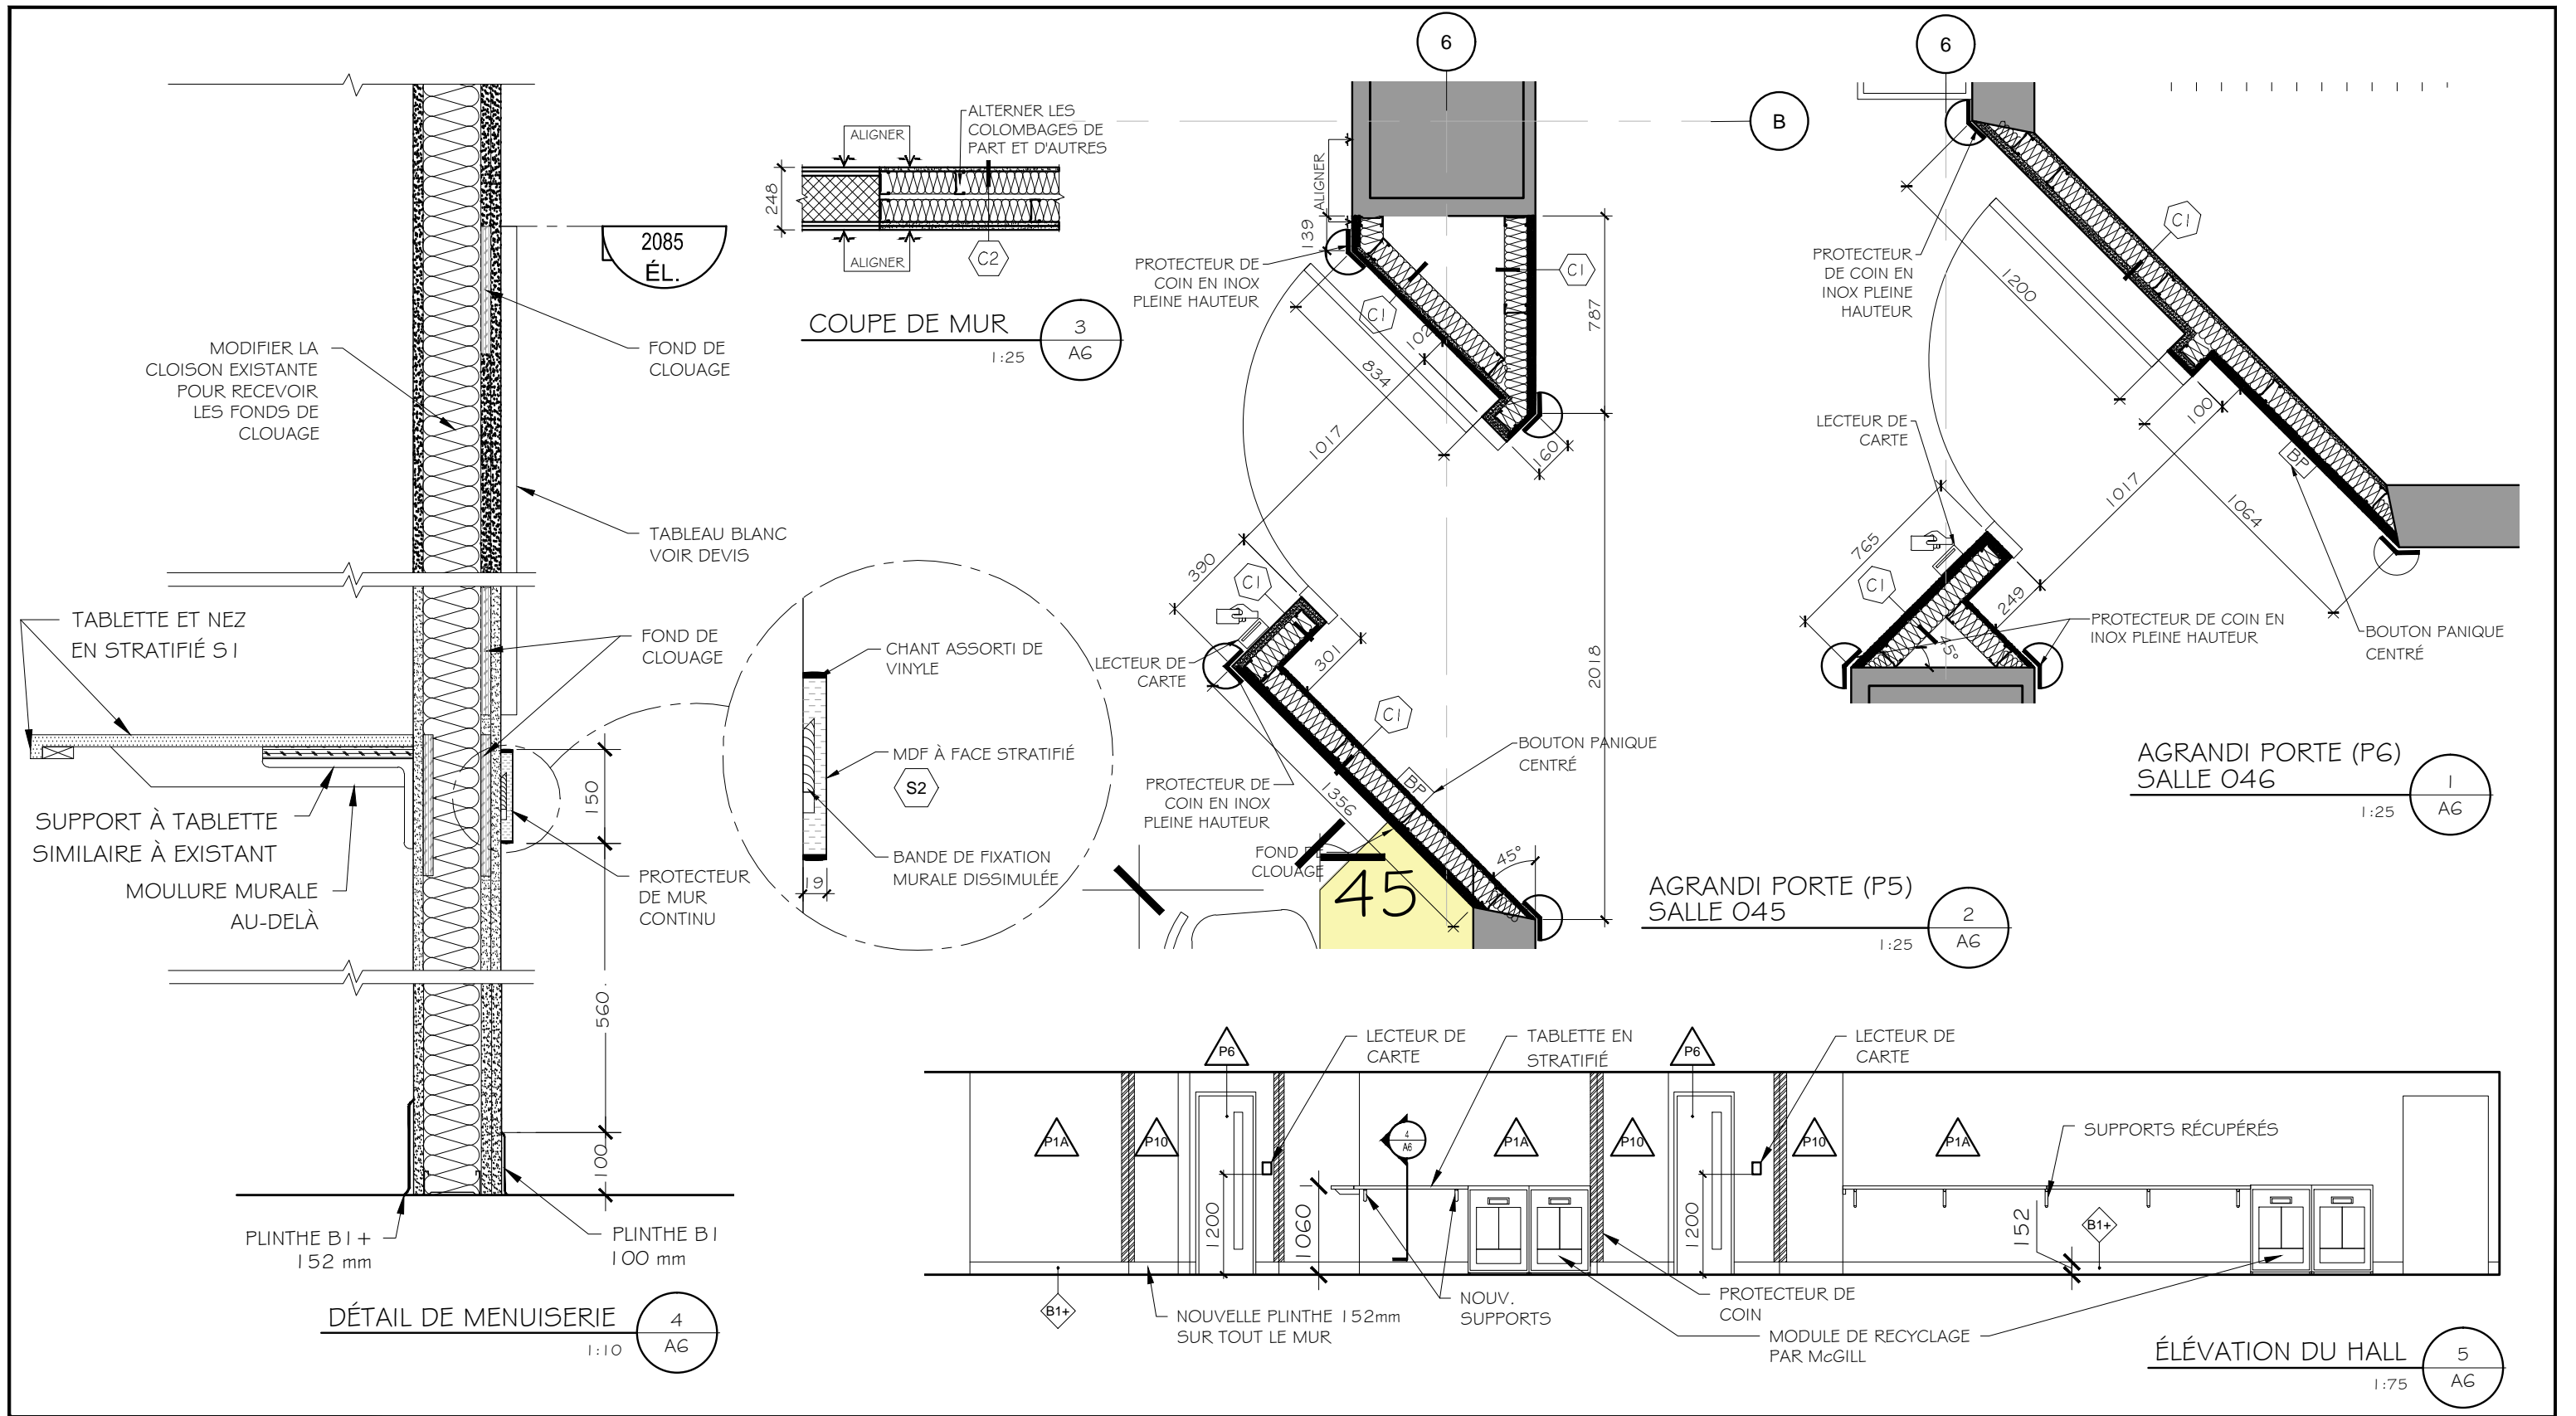 2085
ÉL.
MODIFIER LA
CLOISON EXISTANTE
POUR RECEVOIR
LES FONDS DE
CLOUAGE
FOND DE
CLOUAGE
TABLEAU BLANC
VOIR DEVIS
TABLETTE ET NEZ
EN STRATIFIÉ S1
FOND DE
CLOUAGE
SUPPORT À TABLETTE
SIMILAIRE À EXISTANT
MOULURE MURALE
AU-DELÀ
150
PROTECTEUR
DE MUR
CONTINU
560
100
PLINTHE B1+
152 mm
PLINTHE B1
100 mm
DÉTAIL DE MENUISERIE
1:10
4
A6
CHANT ASSORTI DE
VINYLE
MDF À FACE STRATIFIÉ
S2
BANDE DE FIXATION
MURALE DISSIMULÉE
19
ALIGNER
ALTERNER LES
COLOMBAGES DE
PART ET D'AUTRES
248
ALIGNER
C2
COUPE DE MUR
1:25
3
A6
6
B
ALIGNER
139
PROTECTEUR DE
COIN EN INOX
PLEINE HAUTEUR
C1
C1
787
102
834
1017
160
390
C1
LECTEUR DE
CARTE
301
2018
C1
BOUTON PANIQUE
CENTRÉ
PROTECTEUR DE
COIN EN INOX
PLEINE HAUTEUR
BP
1356
FOND DE
CLOUAGE
45°
45
AGRANDI PORTE (P5)
SALLE 045
1:25
2
A6
6
C1
PROTECTEUR
DE COIN EN
INOX PLEINE
HAUTEUR
1200
100
LECTEUR DE
CARTE
BP
1017
1064
765
C1
249
45°
PROTECTEUR DE COIN EN
INOX PLEINE HAUTEUR
BOUTON PANIQUE
CENTRÉ
AGRANDI PORTE (P6)
SALLE 046
1:25
1
A6
P6
LECTEUR DE
CARTE
TABLETTE EN
STRATIFIÉ
P6
LECTEUR DE
CARTE
P1A
P10
4
A6
P1A
P10
P10
P1A
SUPPORTS RÉCUPÉRÉS
1200
1060
1200
152
B1+
B1+
NOUVELLE PLINTHE 152mm
SUR TOUT LE MUR
NOUV.
SUPPORTS
PROTECTEUR DE
COIN
MODULE DE RECYCLAGE
PAR McGILL
ÉLÉVATION DU HALL
1:75
5
A6